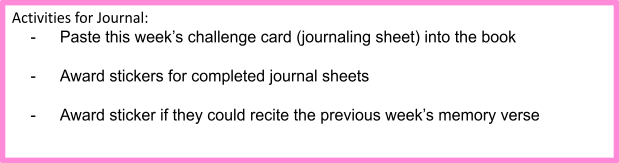 Activities for Journal:
- Paste this week’s challenge card (journaling sheet) into the book
- Award stickers for completed journal sheets
- Award sticker if they could recite the previous week’s memory verse